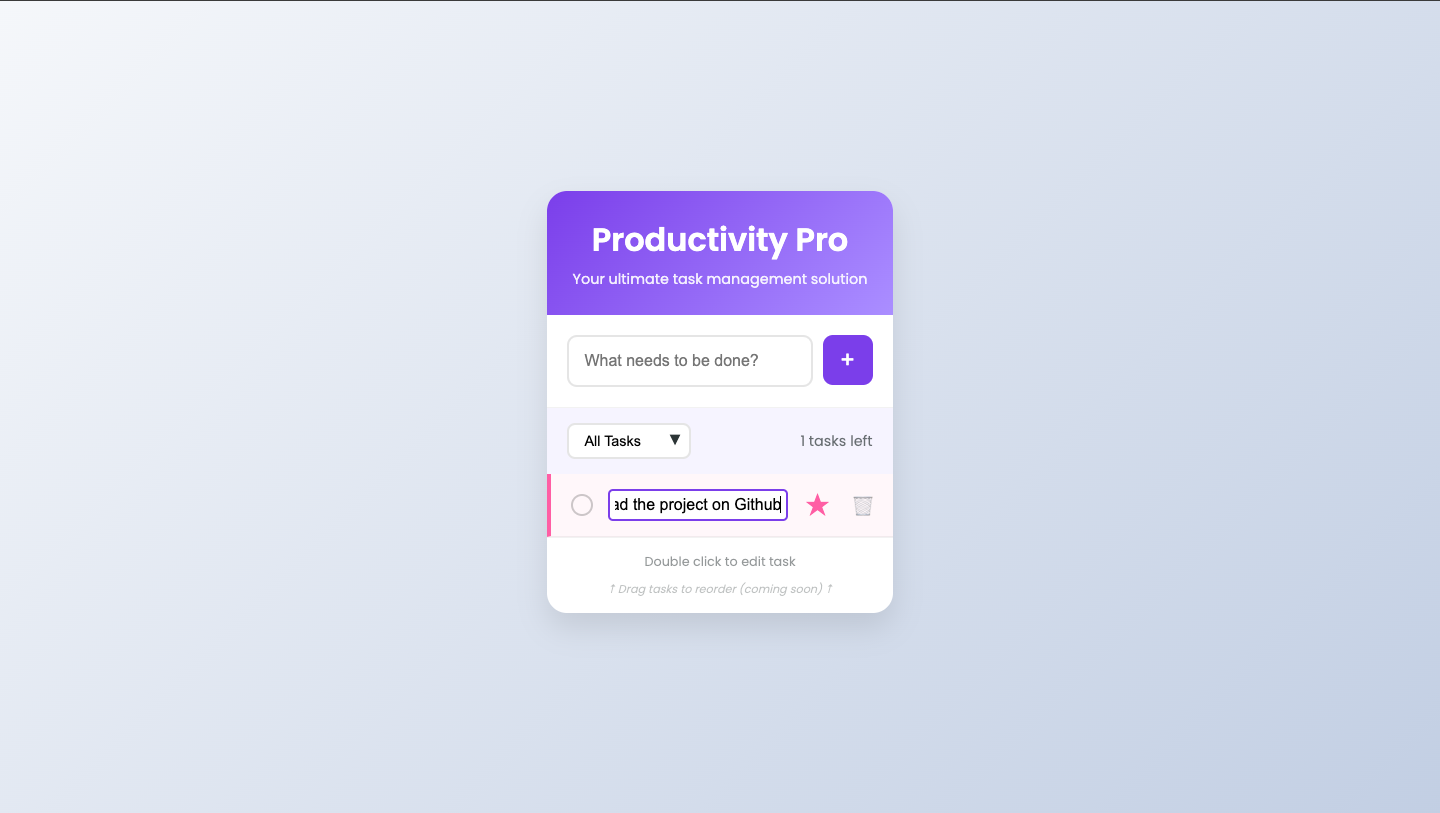 Productivity Pro
Your ultimate task management solution
What needs to be done?
+
All Tasks ▼
1 tasks left
ad the project on Github
Double click to edit task
↑ Drag tasks to reorder (coming soon) ↑